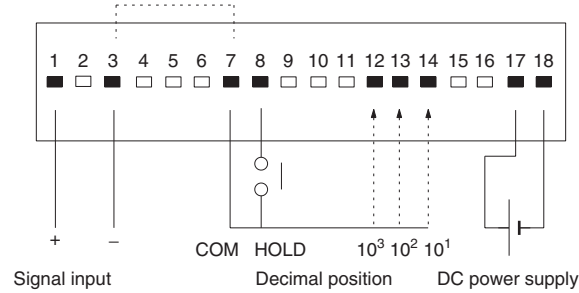 1 2 3 4 5 6 7 8 9 10 11 12 13 14 15 16 17 18
+ − COM HOLD 10³ 10² 10¹
Signal input Decimal position DC power supply